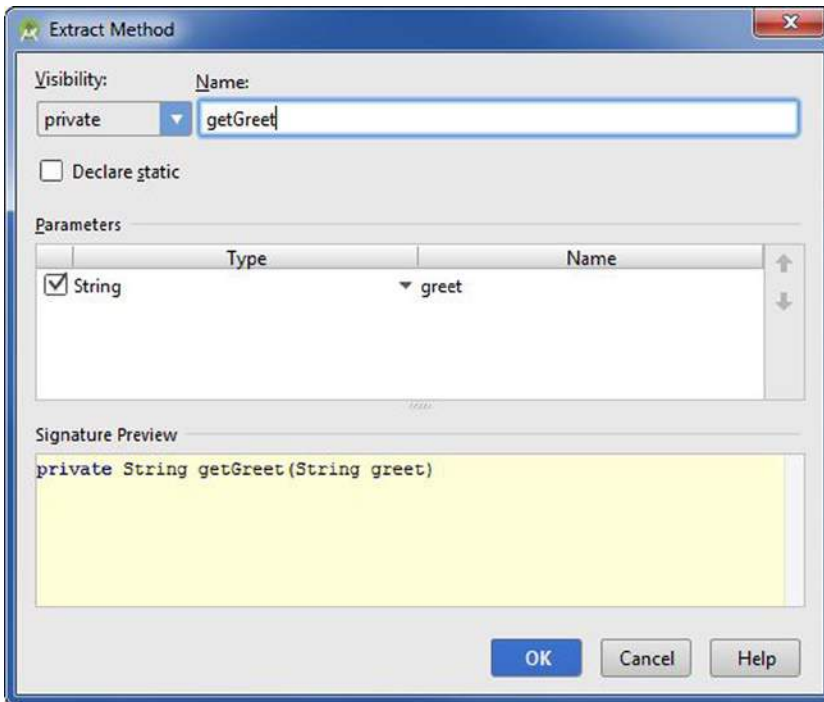 Extract Method
Visibility: Name:
private getGreet
Declare static
Parameters
Type Name
String greet
Signature Preview
private String getGreet(String greet)
OK Cancel Help